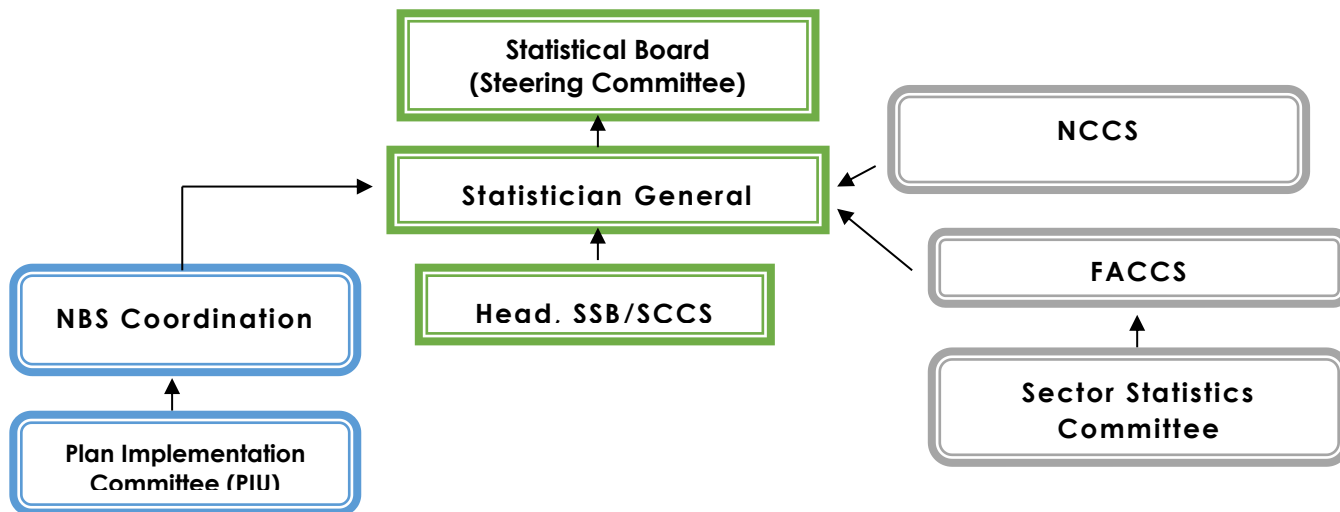 Statistical Board
(Steering Committee)
NCCS
Statistician General
FACCS
NBS Coordination
Head. SSB/SCCS
Sector Statistics
Committee
Plan Implementation
Committee (PIU)